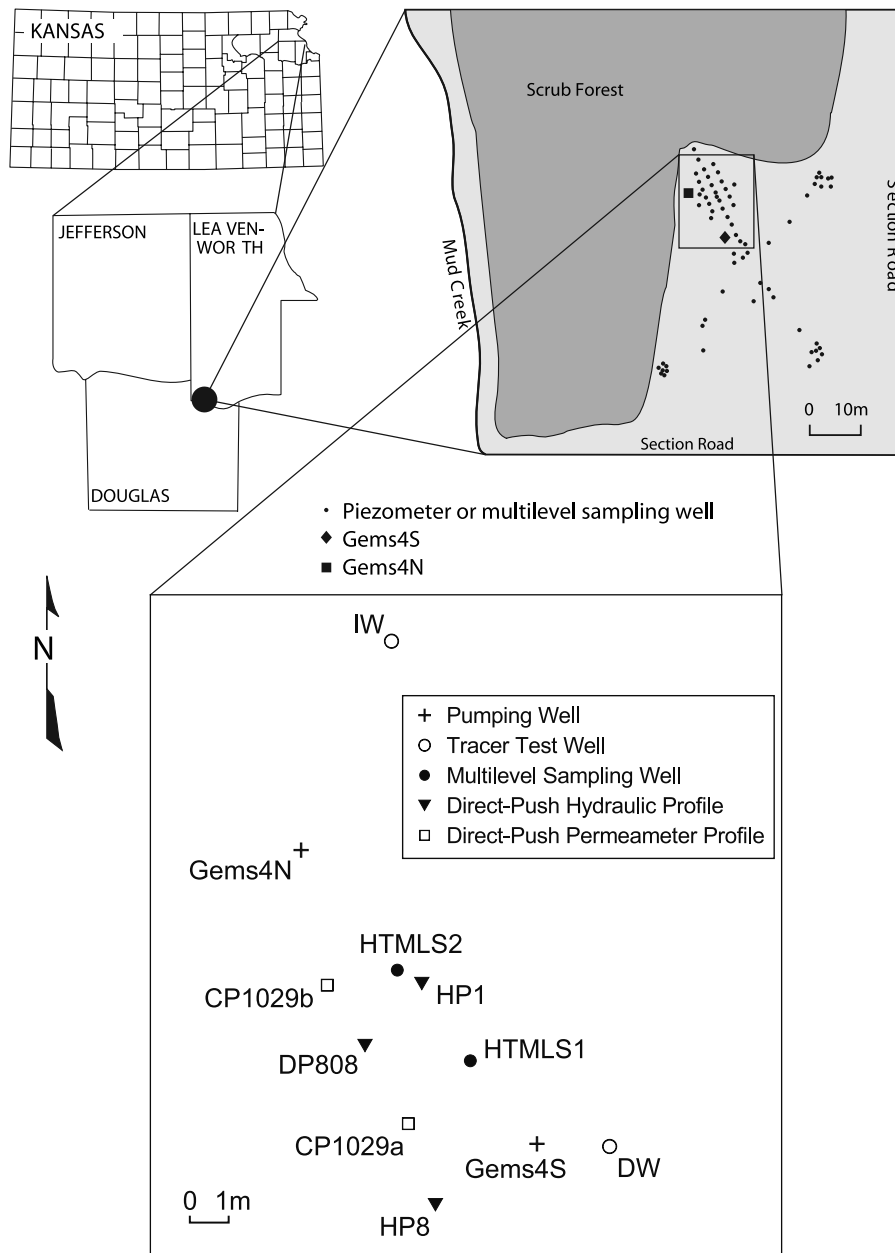 KANSAS
JEFFERSON
LEA VEN-
WOR TH
DOUGLAS
Scrub Forest
Mud Creek
Section Road
0 10m
Section Road
Piezometer or multilevel sampling well
Gems4S
Gems4N
N
IW
Pumping Well
Tracer Test Well
Multilevel Sampling Well
Direct-Push Hydraulic Profile
Direct-Push Permeameter Profile
Gems4N
HTMLS2
CP1029b
HP1
DP808
HTMLS1
CP1029a
Gems4S
DW
0 1m
HP8